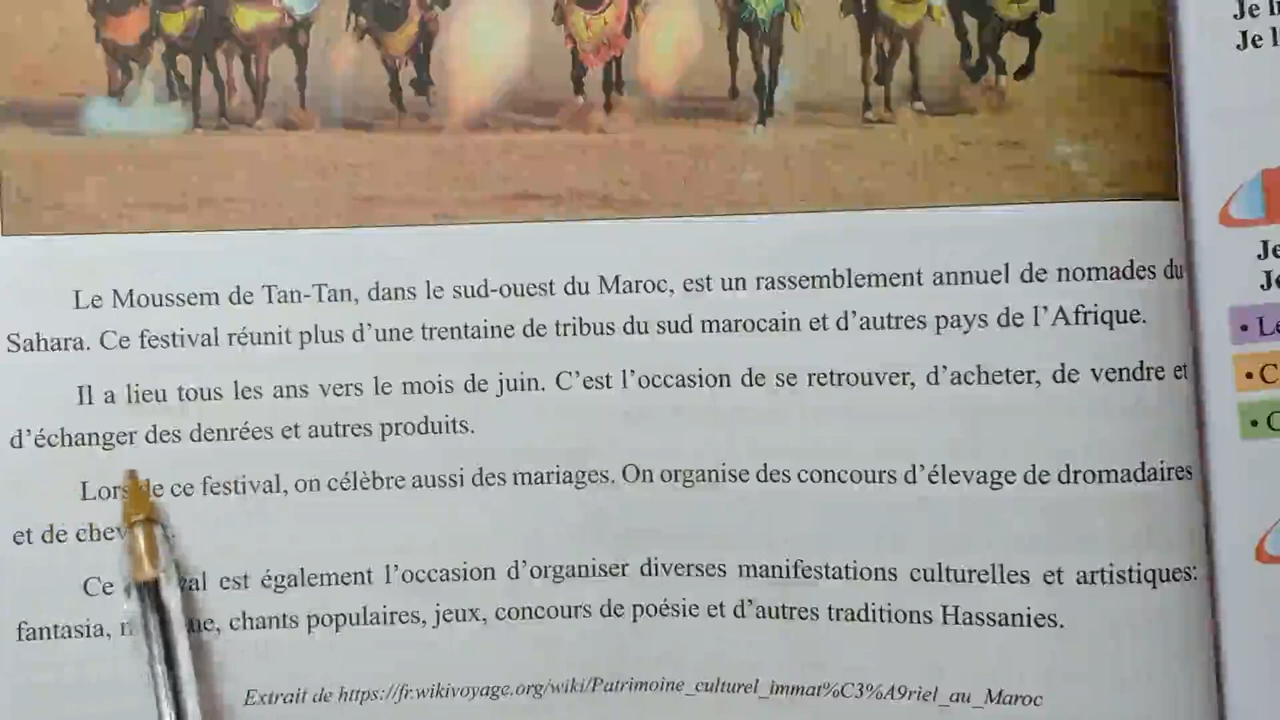 Le Moussem de Tan-Tan, dans le sud-ouest du Maroc, est un rassemblement annuel de nomades du
Sahara. Ce festival réunit plus d'une trentaine de tribus du sud marocain et d'autres pays de l'Afrique.
Il a lieu tous les ans vers le mois de juin. C'est l'occasion de se retrouver, d'acheter, de vendre et
d'échanger des denrées et autres produits.
Lors de ce festival, on célèbre aussi des mariages. On organise des concours d'élevage de dromadaires
et de
Ce est également l'occasion d'organiser diverses manifestations culturelles et artistiques:
fantasia, chants populaires, jeux, concours de poésie et d'autres traditions Hassanies.
Extrait de https://fr.wikivoyage.org/wiki/Patrimoine_culturel_immat%C3%A9riel_au_Maroc
Je
Je
Je